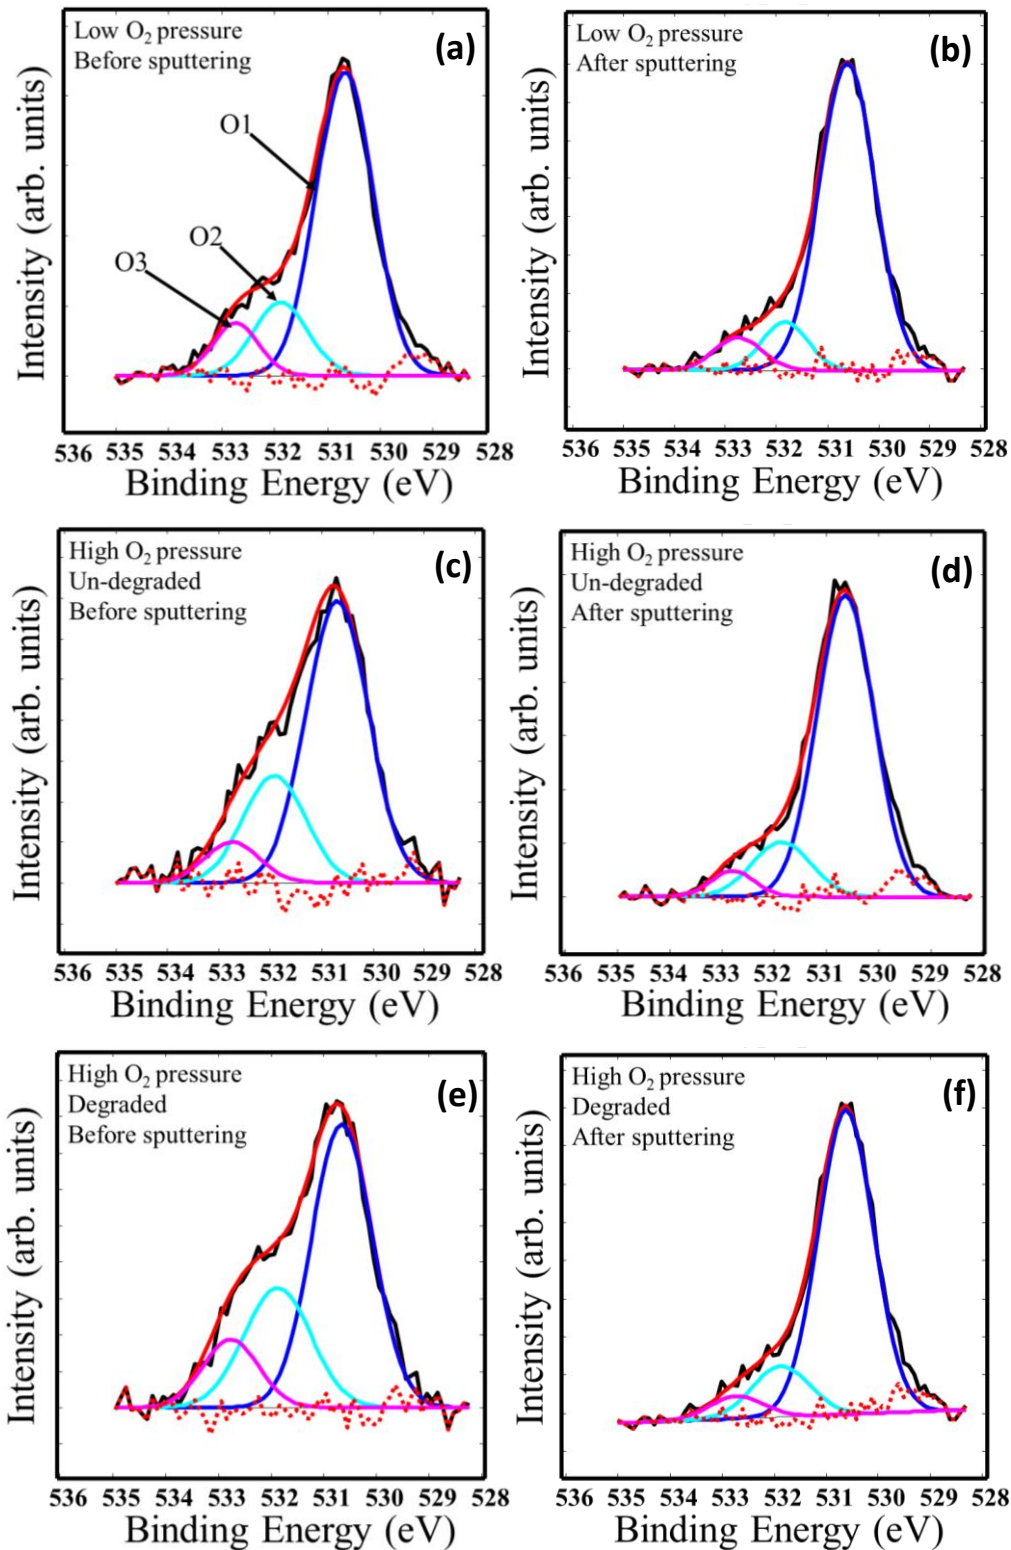 Low O2 pressure
Before sputtering
(a)
O1
O2
O3
Intensity (arb. units)
536 535 534 533 532 531 530 529 528
Binding Energy (eV)
Low O2 pressure
After sputtering
(b)
Intensity (arb. units)
536 535 534 533 532 531 530 529 528
Binding Energy (eV)
High O2 pressure
Un-degraded
Before sputtering
(c)
Intensity (arb. units)
536 535 534 533 532 531 530 529 528
Binding Energy (eV)
High O2 pressure
Un-degraded
After sputtering
(d)
Intensity (arb. units)
536 535 534 533 532 531 530 529 528
Binding Energy (eV)
High O2 pressure
Degraded
Before sputtering
(e)
Intensity (arb. units)
536 535 534 533 532 531 530 529 528
Binding Energy (eV)
High O2 pressure
Degraded
After sputtering
(f)
Intensity (arb. units)
536 535 534 533 532 531 530 529 528
Binding Energy (eV)